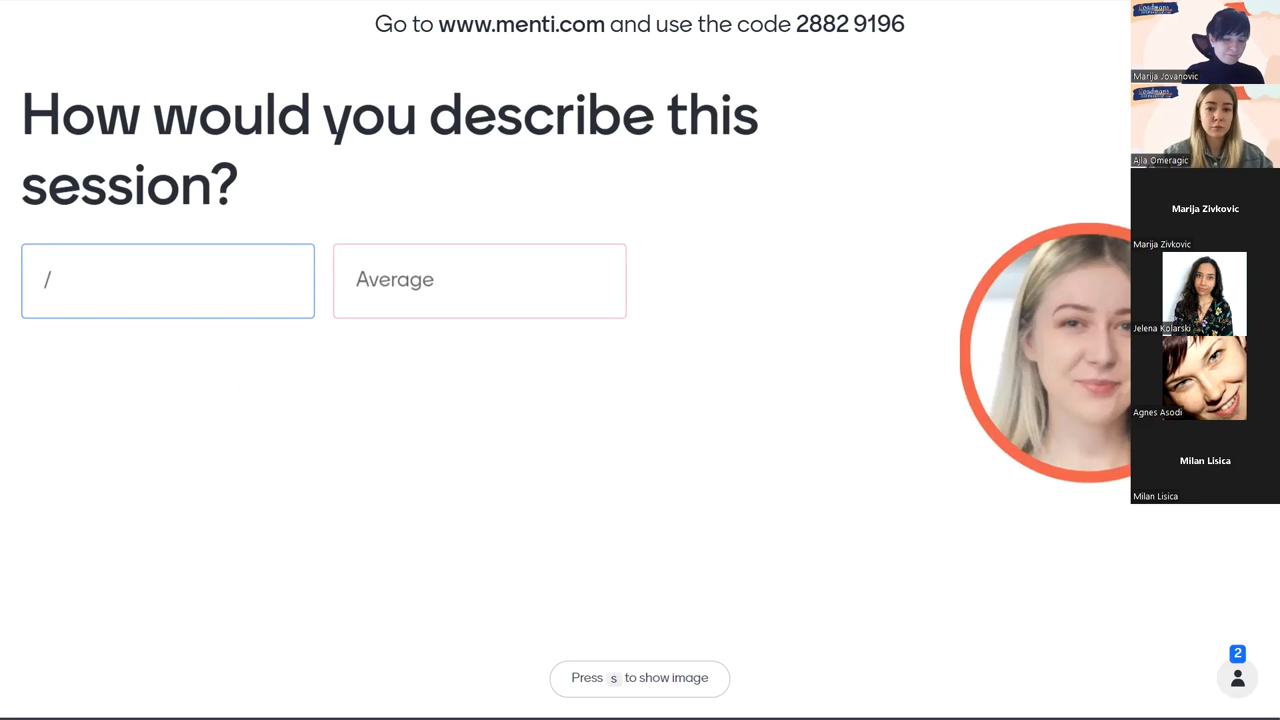 Go to www.menti.com and use the code 2882 9196
How would you describe this
session?
/
Average
Press s to show image
2
Marija Jovanovic
Ajla Omeragic
Marija Zivkovic
Marija Zivkovic
Jelena Kolarski
Agnes Asodi
Milan Lisica
Milan Lisica